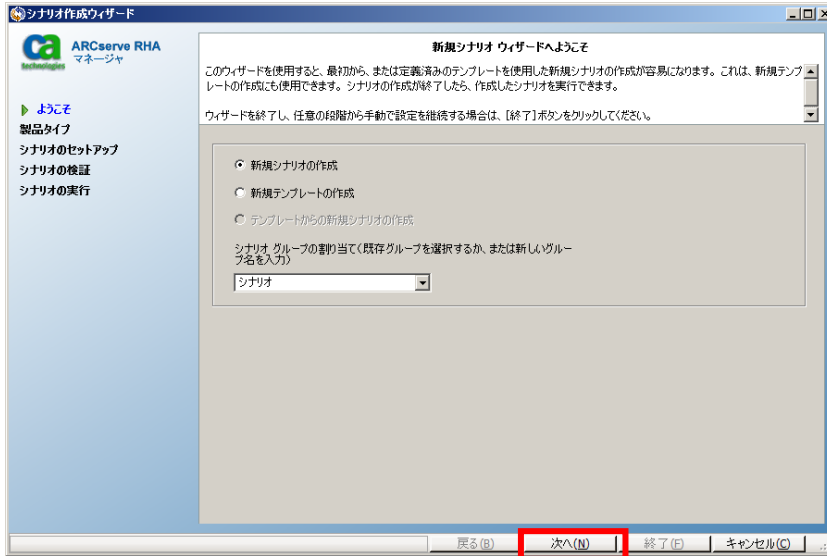 シナリオ作成ウィザード
ca
technologies
ARCserve RHA
マネージャ
ようこそ
製品タイプ
シナリオのセットアップ
シナリオの検証
シナリオの実行
新規シナリオ ウィザードへようこそ
このウィザードを使用すると、最初から、または定義済みのテンプレートを使用した新規シナリオの作成が容易になります。これは、新規テンプ
レートの作成にも使用できます。シナリオの作成が終了したら、作成したシナリオを実行できます。
ウィザードを終了し、任意の段階から手動で設定を継続する場合は、[終了]ボタンをクリックしてください。
新規シナリオの作成
新規テンプレートの作成
テンプレートからの新規シナリオの作成
シナリオ グループの割り当て(既存グループを選択するか、または新しいグルー
プ名を入力)
シナリオ
戻る(B)
次へ(N)
終了(F)
キャンセル(C)